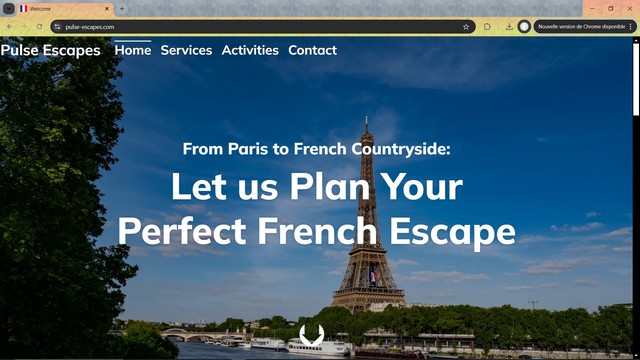 Welcome
pulse-escapes.com
Nouvelle version de Chrome disponible
Pulse Escapes Home Services Activities Contact
From Paris to French Countryside:
Let us Plan Your
Perfect French Escape